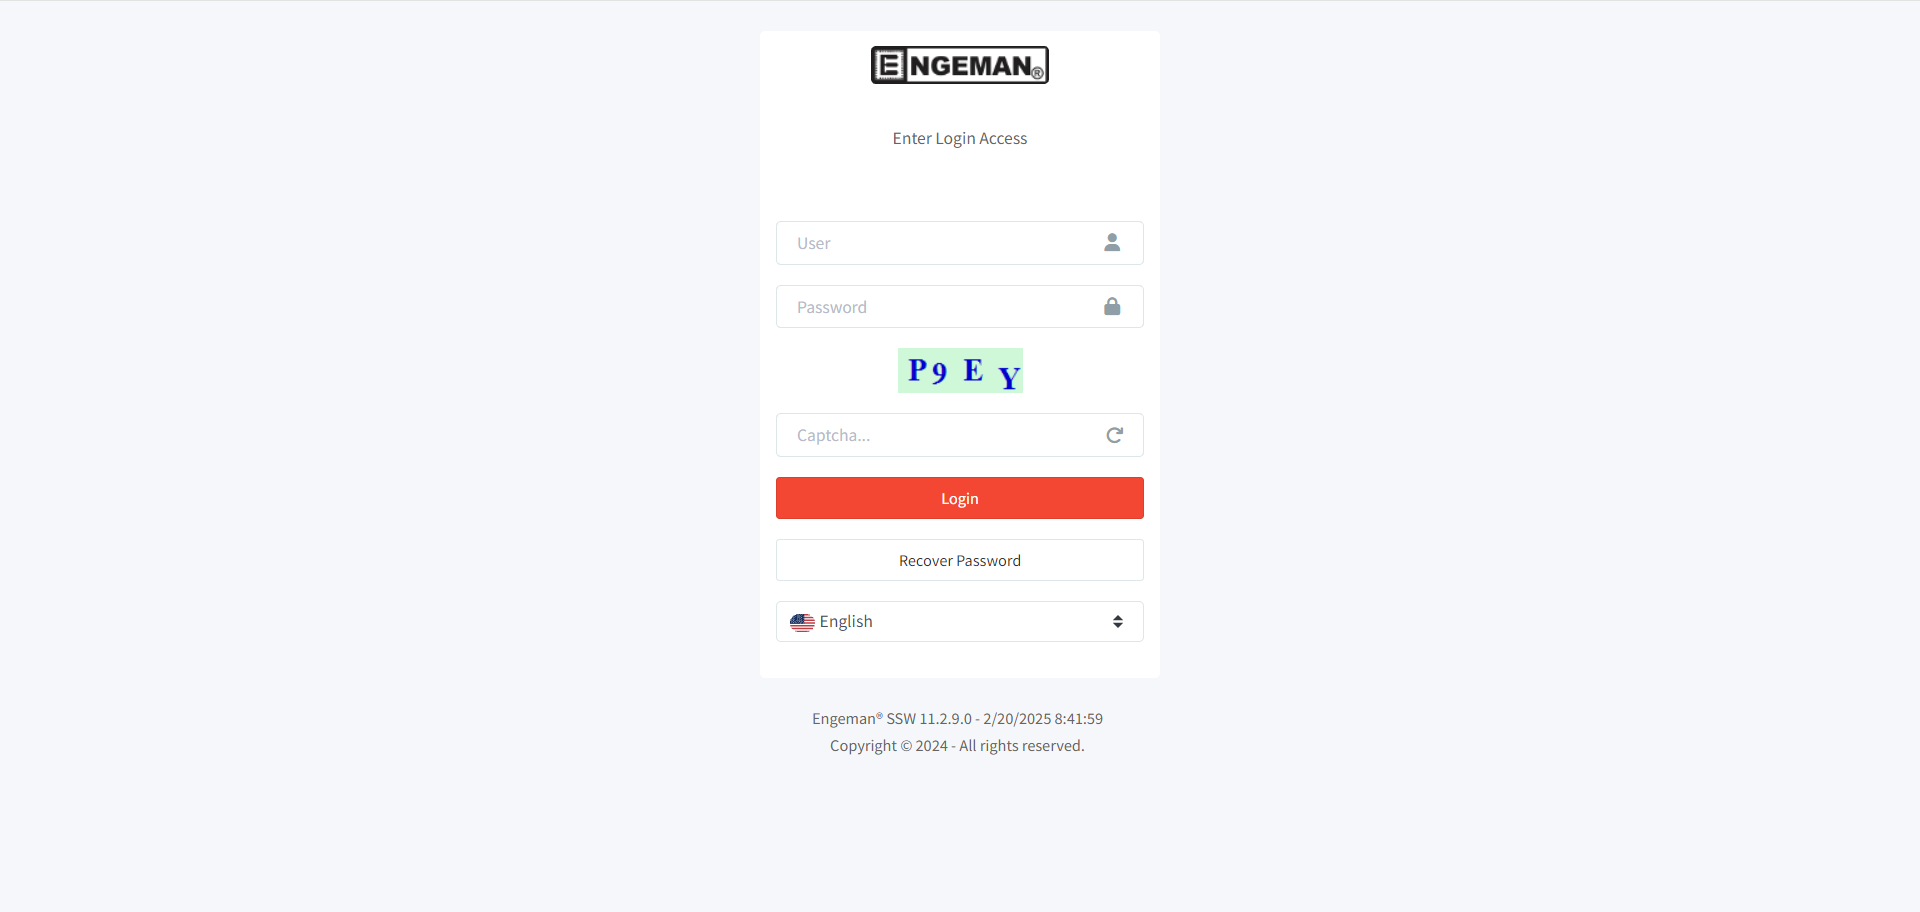 ENGEMAN®
Enter Login Access
User
Password
P9EY
Captcha...
Login
Recover Password
English
Engeman® SSW 11.2.9.0 - 2/20/2025 8:41:59
Copyright © 2024 - All rights reserved.